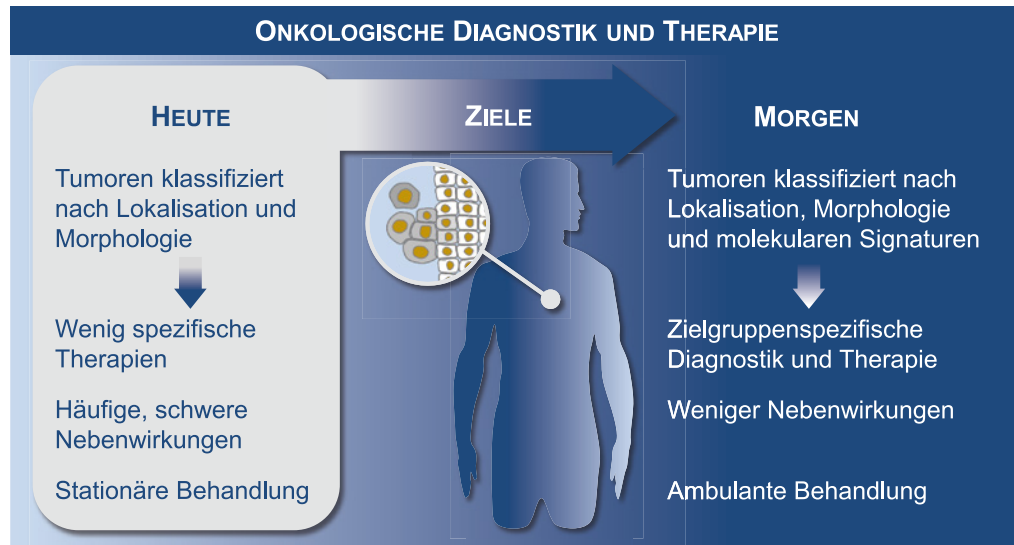 ONKOLOGISCHE DIAGNOSTIK UND THERAPIE
HEUTE
Tumoren klassifiziert
nach Lokalisation und
Morphologie
Wenig spezifische
Therapien
Häufige, schwere
Nebenwirkungen
Stationäre Behandlung
ZIELE
MORGEN
Tumoren klassifiziert nach
Lokalisation, Morphologie
und molekularen Signaturen
Zielgruppenspezifische
Diagnostik und Therapie
Weniger Nebenwirkungen
Ambulante Behandlung